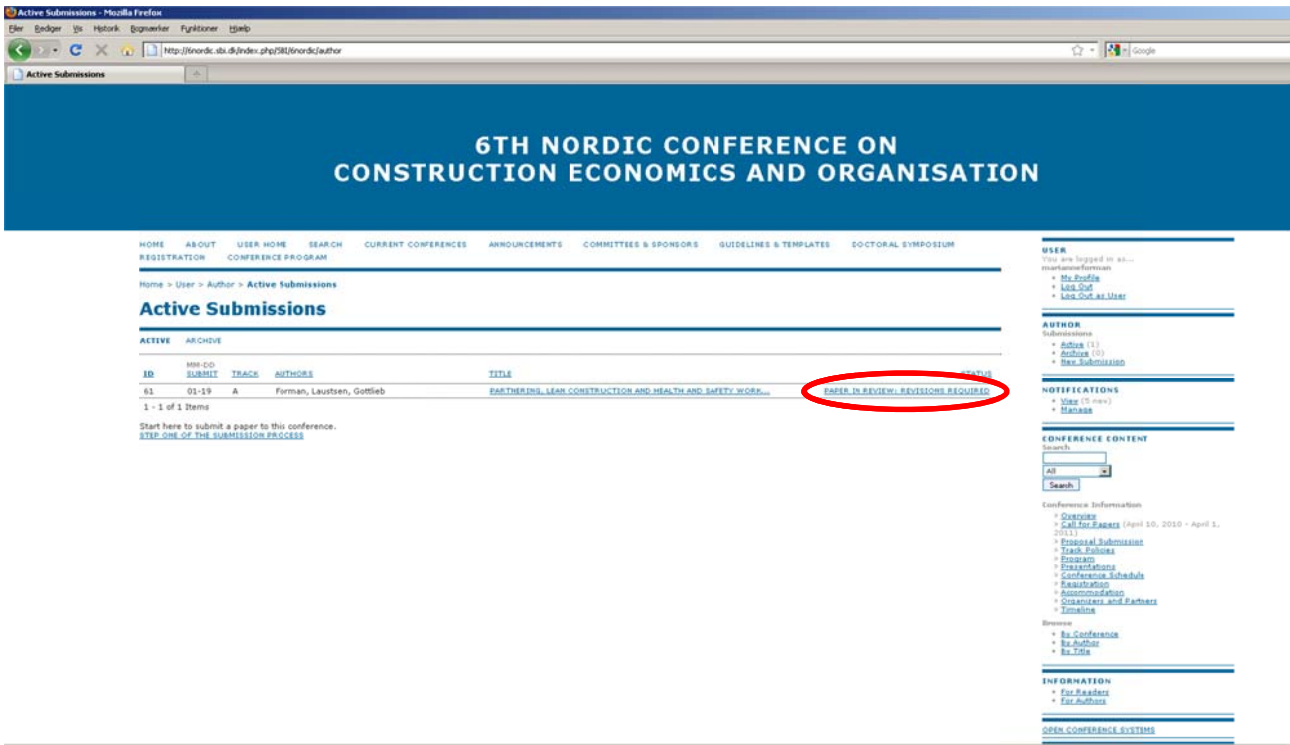 Active Submissions - Mozilla Firefox
Filer Rediger Vis Historik Bogmærker Funktioner Hjælp
http://6nordic.sbi.dk/index.php/SBI/6nordic/author
Google
Active Submissions
6TH NORDIC CONFERENCE ON
CONSTRUCTION ECONOMICS AND ORGANISATION
HOME ABOUT USER HOME SEARCH CURRENT CONFERENCES ANNOUNCEMENTS COMMITTEES & SPONSORS GUIDELINES & TEMPLATES DOCTORAL SYMPOSIUM
REGISTRATION CONFERENCE PROGRAM
Home > User > Author > Active Submissions
Active Submissions
ACTIVE ARCHIVE
MM-DD
ID SUBMIT TRACK AUTHORS TITLE STATUS
61 01-19 A Forman, Laustsen, Gottlieb PARTNERING, LEAN CONSTRUCTION AND HEALTH AND SAFETY WORK... PAPER IN REVIEW: REVISIONS REQUIRED
1 - 1 of 1 Items
Start here to submit a paper to this conference.
STEP ONE OF THE SUBMISSION PROCESS
USER
You are logged in as...
marianneforman
My Profile
Log Out
Log Out as User
AUTHOR
Submissions
Active (1)
Archive (0)
New Submission
NOTIFICATIONS
View (5 new)
Manage
CONFERENCE CONTENT
Search
All
Search
Conference Information
Overview
Call for Papers (April 10, 2010 - April 1,
2011)
Proposal Submission
Track Policies
Program
Presentations
Conference Schedule
Registration
Accommodation
Organizers and Partners
Timeline
Browse
By Conference
By Author
By Title
INFORMATION
For Readers
For Authors
OPEN CONFERENCE SYSTEMS